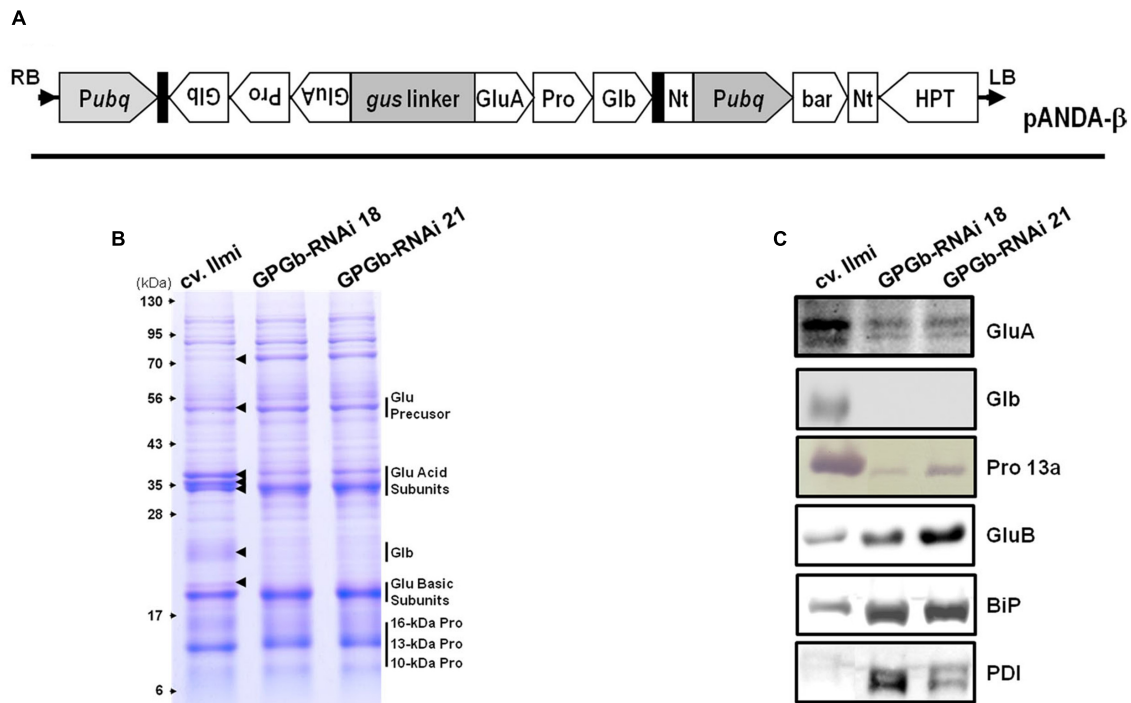 A
RB
Pubq
Glb
Pro
GluA
gus linker
GluA
Pro
Glb
Nt
Pubq
bar
Nt
HPT
LB
pANDA-β
B
(kDa)
cv. Ilmi
GPGb-RNAi 18
GPGb-RNAi 21
130
95
70
56
43
35
28
17
6
Glu
Precusor
Glu Acid
Subunits
Glb
Glu Basic
Subunits
16-kDa Pro
13-kDa Pro
10-kDa Pro
C
cv. Ilmi
GPGb-RNAi 18
GPGb-RNAi 21
GluA
Glb
Pro 13a
GluB
BiP
PDI